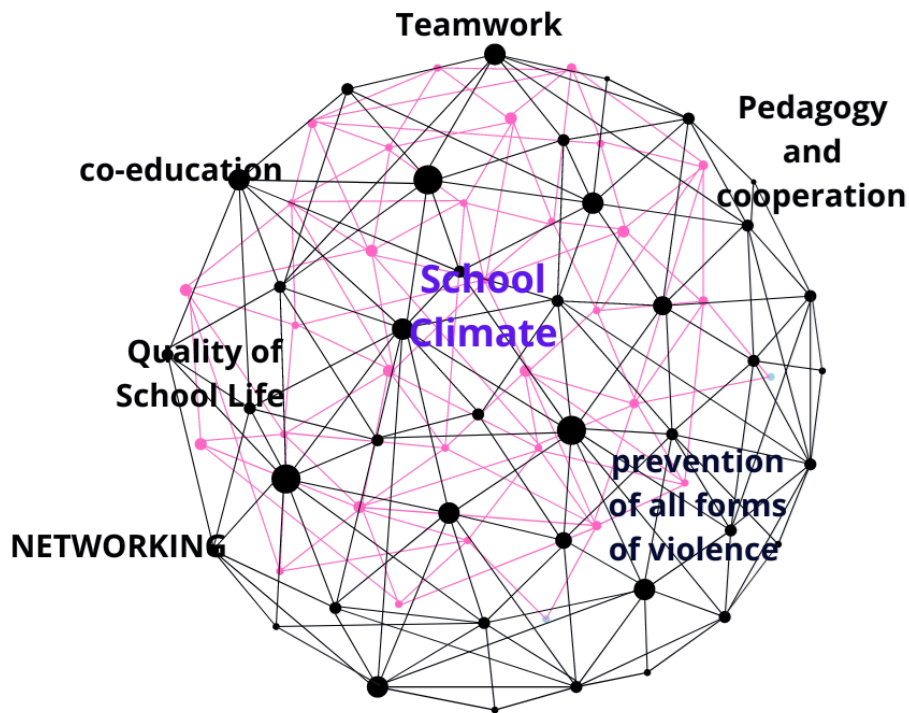 Teamwork
Pedagogy
and
cooperation
co-education
School
Climate
Quality of
School Life
prevention
of all forms
of violence
NETWORKING